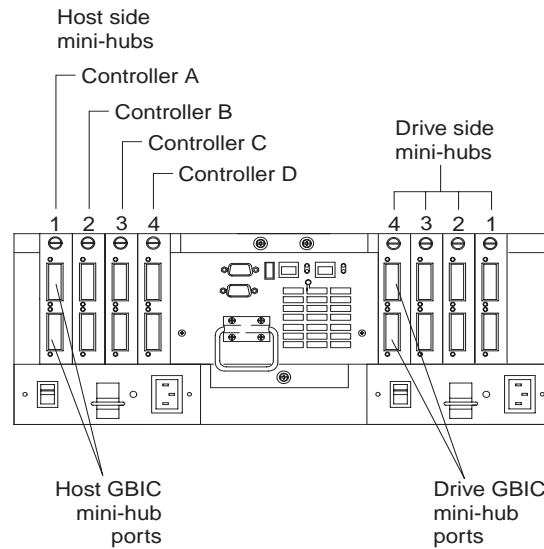 Host side
mini-hubs
Controller A
Controller B
Controller C
Controller D
Drive side
mini-hubs
1 2 3 4
4 3 2 1
Host GBIC
mini-hub
ports
Drive GBIC
mini-hub
ports